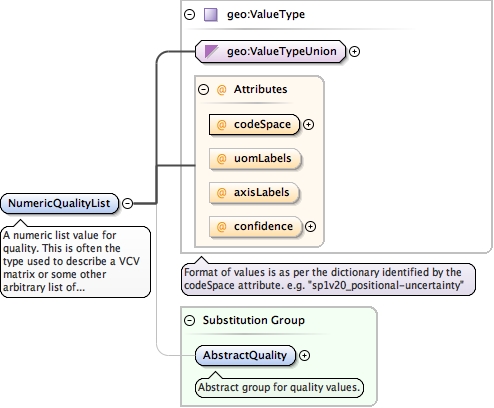 geo:ValueType
geo:ValueTypeUnion
@ Attributes
@ codeSpace
@ uomLabels
@ axisLabels
@ confidence
NumericQualityList
A numeric list value for
quality. This is often the
type used to describe a VCV
matrix or some other
arbitrary list of...
Format of values is as per the dictionary identified by the
codeSpace attribute. e.g. "sp1v20_positional-uncertainty"
Substitution Group
AbstractQuality
Abstract group for quality values.